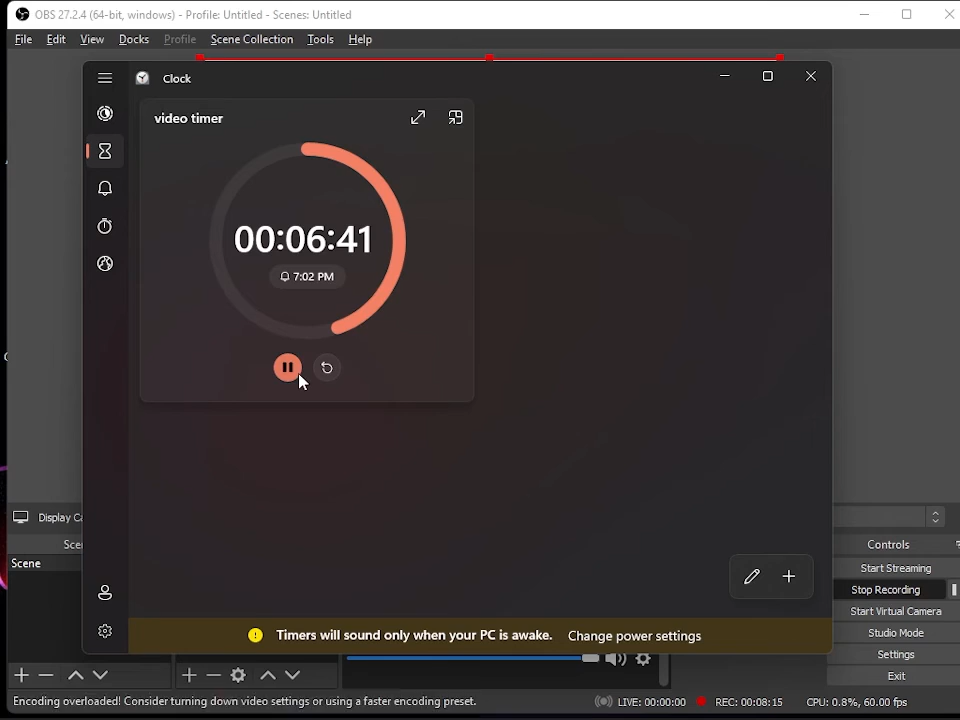 OBS 27.2.4 (64-bit, windows) - Profile: Untitled - Scenes: Untitled
File Edit View Docks Profile Scene Collection Tools Help
Clock
video timer
00:06:41
7:02 PM
Display Ca
Controls
Scene
Start Streaming
Stop Recording
Start Virtual Camera
Studio Mode
Settings
Exit
Timers will sound only when your PC is awake. Change power settings
Encoding overloaded! Consider turning down video settings or using a faster encoding preset.
LIVE: 00:00:00 REC: 00:08:15 CPU: 0.8%, 60.00 fps